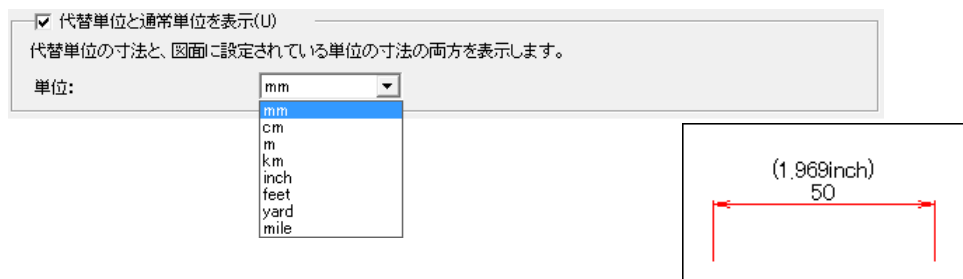 代替単位と通常単位を表示(U)
代替単位の寸法と、図面に設定されている単位の寸法の両方を表示します。
単位:
mm
mm
cm
m
km
inch
feet
yard
mile
(1.969inch)
50